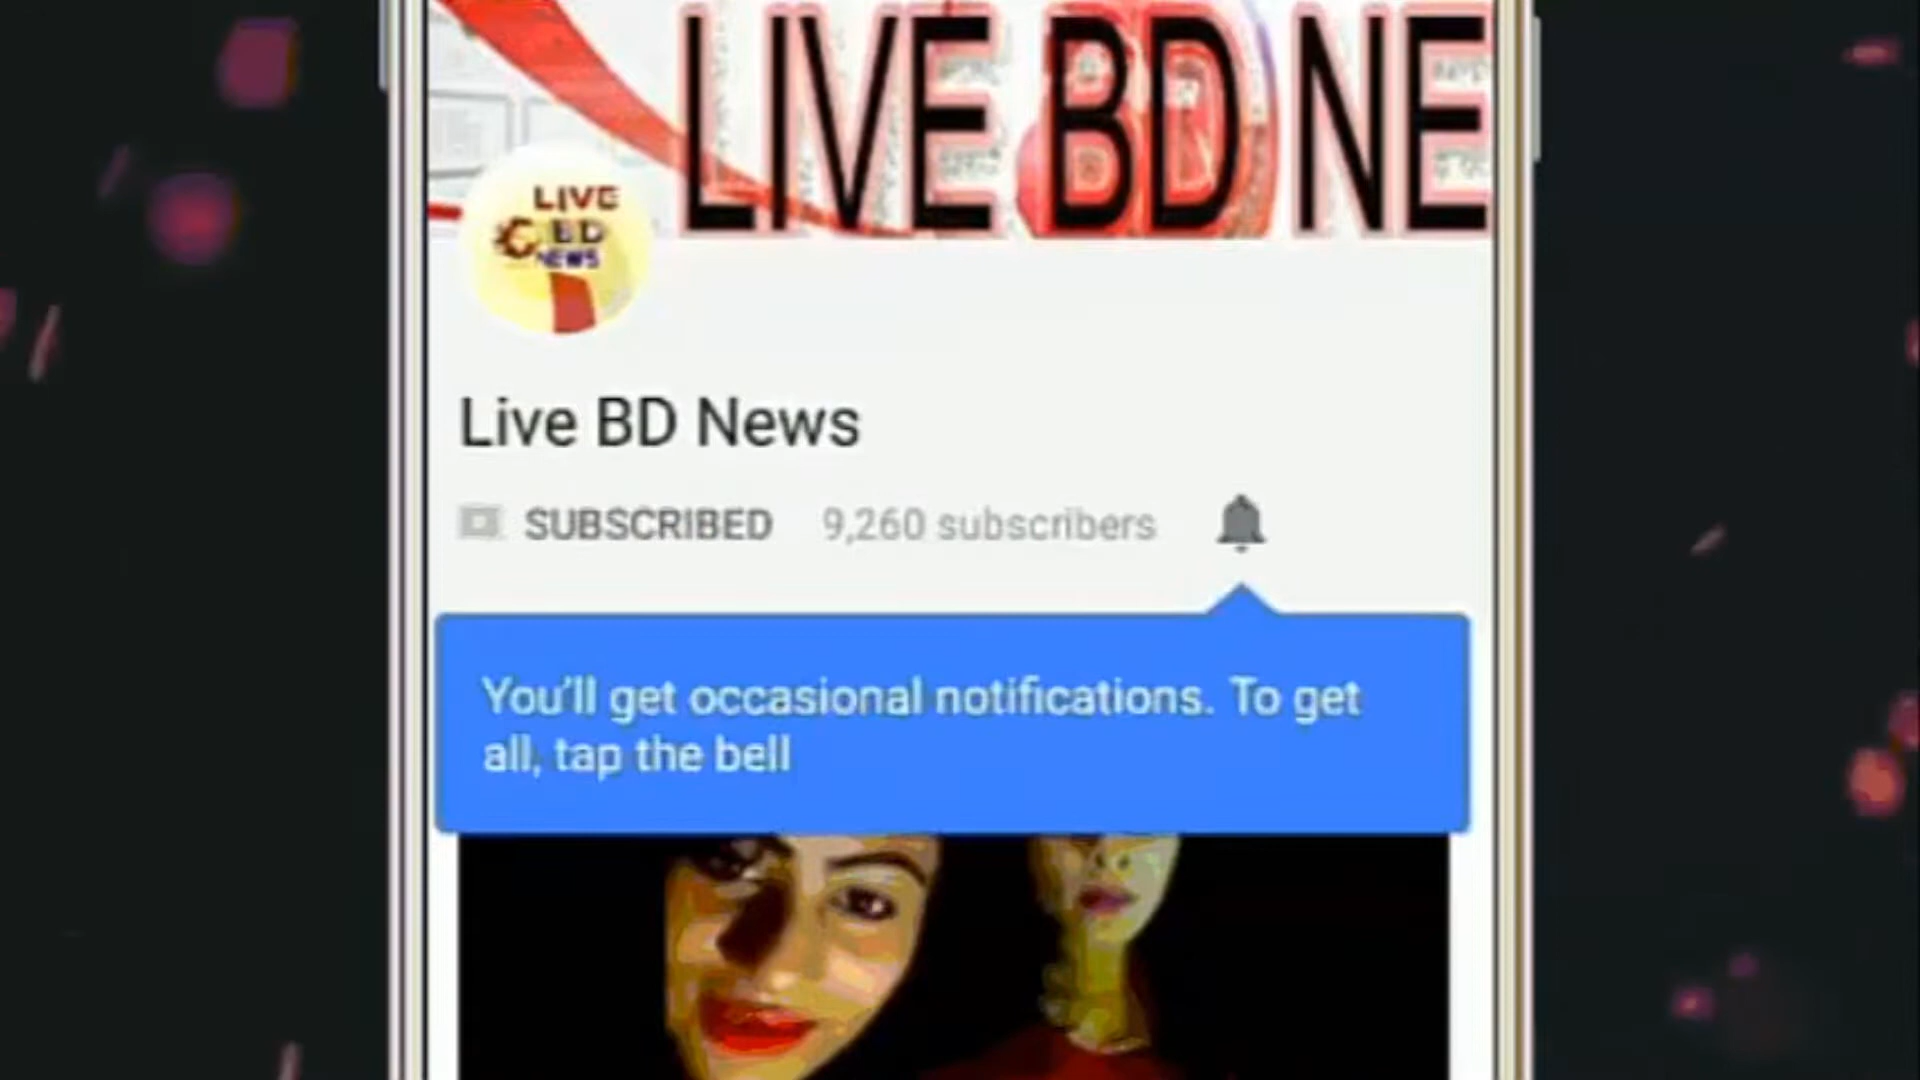 LIVE BD NE
LIVE
BD
NEWS
Live BD News
SUBSCRIBED 9,260 subscribers
You'll get occasional notifications. To get
all, tap the bell